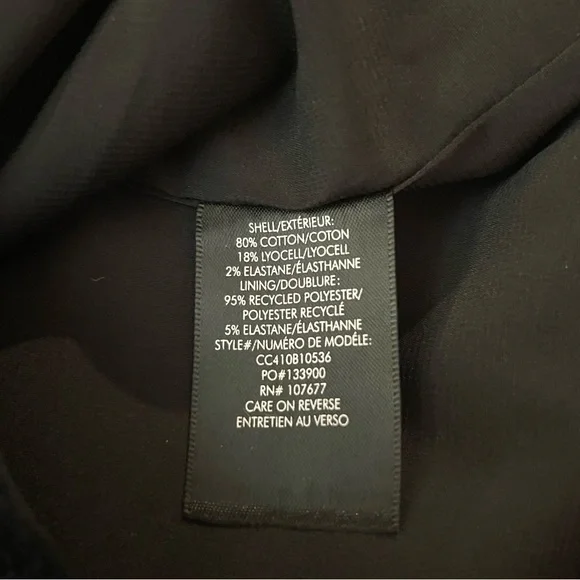 SHELL/EXTÉRIEUR:
80% COTTON/COTON
18% LYOCELL/LYOCELL
2% ELASTANE/ÉLASTHANNE
LINING/DOUBLURE:
95% RECYCLED POLYESTER/
POLYESTER RECYCLÉ
5% ELASTANE/ÉLASTHANNE
STYLE#/NUMÉRO DE MODÉLE:
CC410B10536
PO#133900
RN# 107677
CARE ON REVERSE
ENTRETIEN AU VERSO